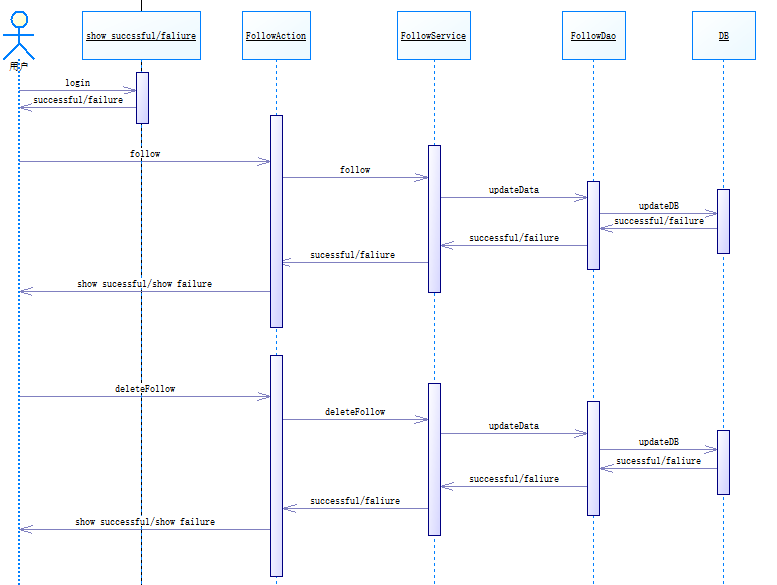 show succssful/faliure
FollowAction
FollowService
FollowDao
DB
用户
login
successful/failure
follow
follow
updateData
updateDB
successful/failure
successful/failure
sucessful/faliure
show sucessful/show failure
deleteFollow
deleteFollow
updateData
updateDB
sucessful/faliure
successful/faliure
successful/faliure
show successful/show failure